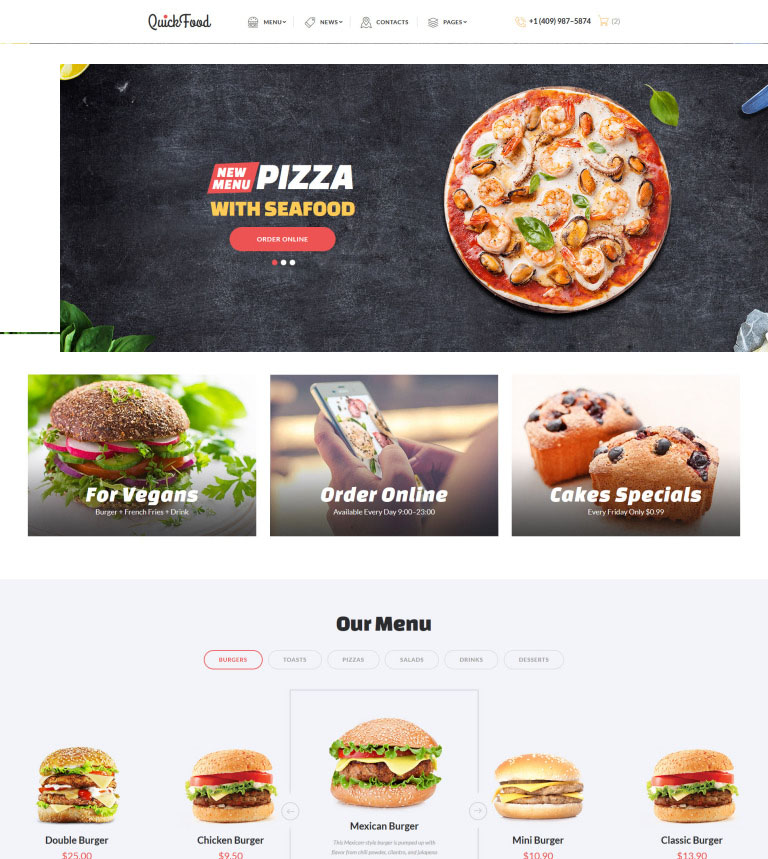 QuickFood
MENU
NEWS
CONTACTS
PAGES
+1 (409) 987–5874
(2)
NEW
MENU
PIZZA
WITH SEAFOOD
ORDER ONLINE
For Vegans
Burger + French Fries + Drink
Order Online
Available Every Day 9:00–23:00
Cakes Specials
Every Friday Only $0.99
Our Menu
BURGERS
TOASTS
PIZZAS
SALADS
DRINKS
DESSERTS
Double Burger
$25.00
Chicken Burger
$9.50
Mexican Burger
This Mexican style burger is pumped up with
flavor from chili powder, cilantro, and jalapeno
Mini Burger
$10.90
Classic Burger
$13.90